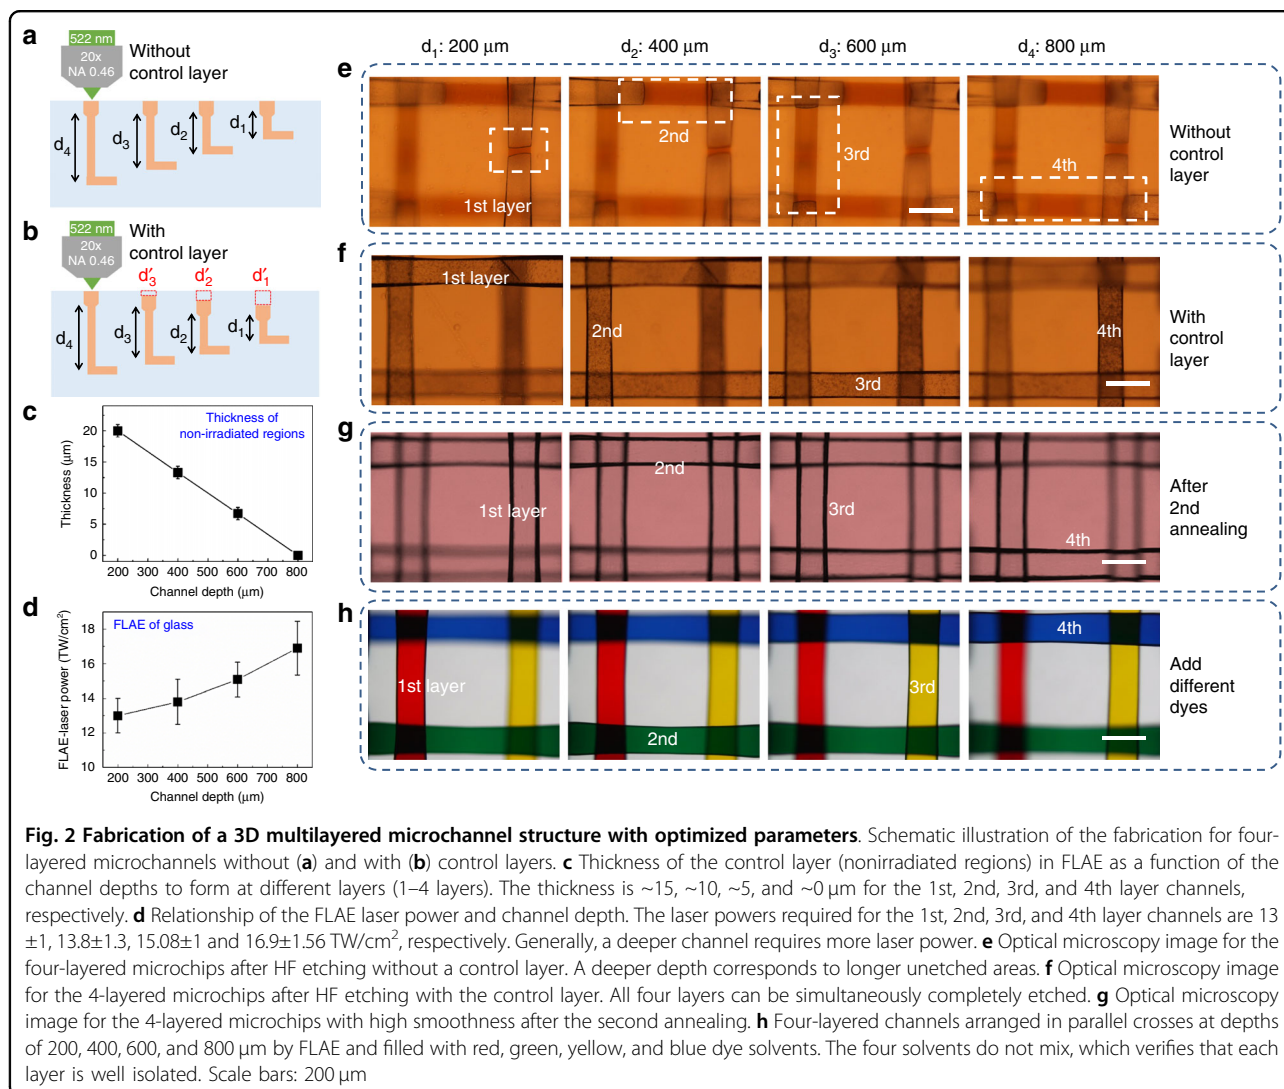 a
522 nm
20x
NA 0.46
Without
control layer
d4
d3
d2
d1
b
522 nm
20x
NA 0.46
With
control layer
d′3
d′2
d′1
d4
d3
d2
d1
c
Thickness of
non-irradiated regions
Thickness (μm)
20
15
10
5
0
200 300 400 500 600 700 800
Channel depth (μm)
d
FLAE of glass
FLAE-laser power (TW/cm²)
18
16
14
12
10
200 300 400 500 600 700 800
Channel depth (μm)
d1: 200 μm
d2: 400 μm
d3: 600 μm
d4: 800 μm
e
1st layer
2nd
3rd
4th
Without
control
layer
f
1st layer
2nd
3rd
4th
With
control
layer
g
1st layer
2nd
3rd
4th
After
2nd
annealing
h
1st layer
2nd
3rd
4th
Add
different
dyes
Fig. 2 Fabrication of a 3D multilayered microchannel structure with optimized parameters. Schematic illustration of the fabrication for four-
layered microchannels without (a) and with (b) control layers. c Thickness of the control layer (nonirradiated regions) in FLAE as a function of the
channel depths to form at different layers (1–4 layers). The thickness is ~15, ~10, ~5, and ~0 μm for the 1st, 2nd, 3rd, and 4th layer channels,
respectively. d Relationship of the FLAE laser power and channel depth. The laser powers required for the 1st, 2nd, 3rd, and 4th layer channels are 13
±1, 13.8±1.3, 15.08±1 and 16.9±1.56 TW/cm², respectively. Generally, a deeper channel requires more laser power. e Optical microscopy image for the
four-layered microchips after HF etching without a control layer. A deeper depth corresponds to longer unetched areas. f Optical microscopy image
for the 4-layered microchips after HF etching with the control layer. All four layers can be simultaneously completely etched. g Optical microscopy
image for the 4-layered microchips with high smoothness after the second annealing. h Four-layered channels arranged in parallel crosses at depths
of 200, 400, 600, and 800 μm by FLAE and filled with red, green, yellow, and blue dye solvents. The four solvents do not mix, which verifies that each
layer is well isolated. Scale bars: 200 μm